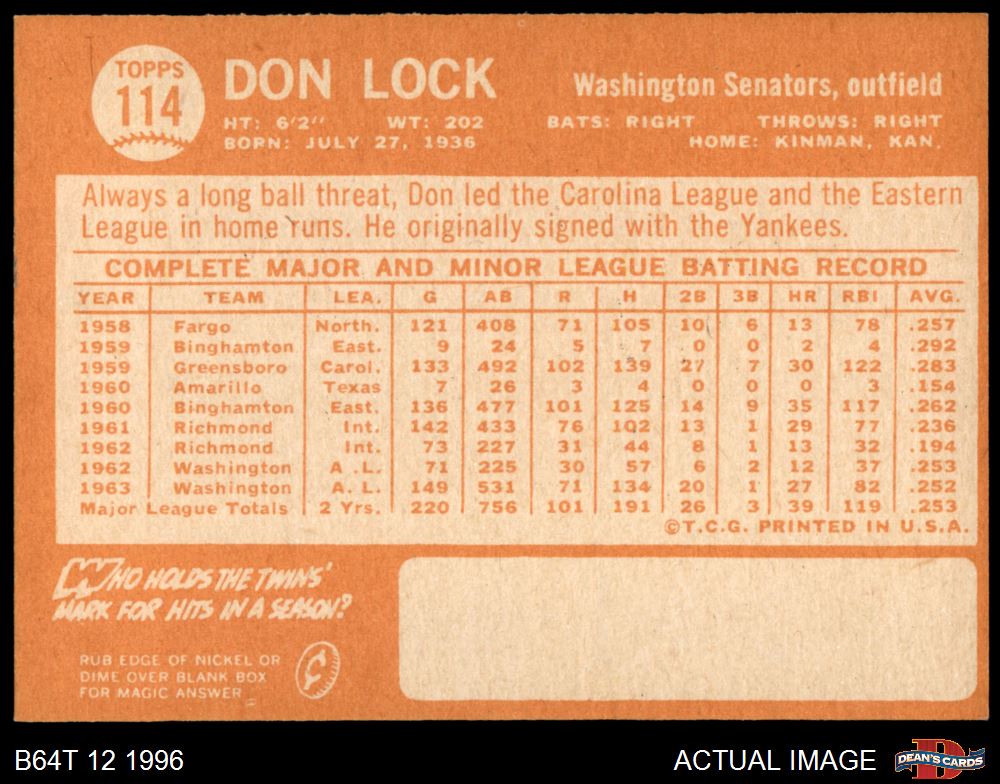 TOPPS
114
DON LOCK
Washington Senators, outfield
HT: 6'2" WT: 202 BATS: RIGHT THROWS: RIGHT
BORN: JULY 27, 1936 HOME: KINMAN, KAN.
Always a long ball threat, Don led the Carolina League and the Eastern
League in home runs. He originally signed with the Yankees.
COMPLETE MAJOR AND MINOR LEAGUE BATTING RECORD
YEAR TEAM LEA. G AB R H 2B 3B HR RBI AVG.
1958 Fargo North. 121 408 71 105 10 6 13 78 .257
1959 Binghamton East. 9 24 5 7 0 0 2 4 .292
1959 Greensboro Carol. 133 492 102 139 27 7 30 122 .283
1960 Amarillo Texas 7 26 3 4 0 0 0 3 .154
1960 Binghamton East. 136 477 101 125 14 9 35 117 .262
1961 Richmond Int. 142 433 76 102 13 1 29 77 .236
1962 Richmond Int. 73 227 31 44 8 1 13 32 .194
1962 Washington A.L. 71 225 30 57 6 2 12 37 .253
1963 Washington A.L. 149 531 71 134 20 1 27 82 .252
Major League Totals 2 Yrs. 220 756 101 191 26 3 39 119 .253
©T.C.G. PRINTED IN U.S.A.
WHO HOLDS THE TWINS'
MARK FOR HITS IN A SEASON?
RUB EDGE OF NICKEL OR
DIME OVER BLANK BOX
FOR MAGIC ANSWER
¢
B64T 12 1996
ACTUAL IMAGE
D
DEAN'S CARDS